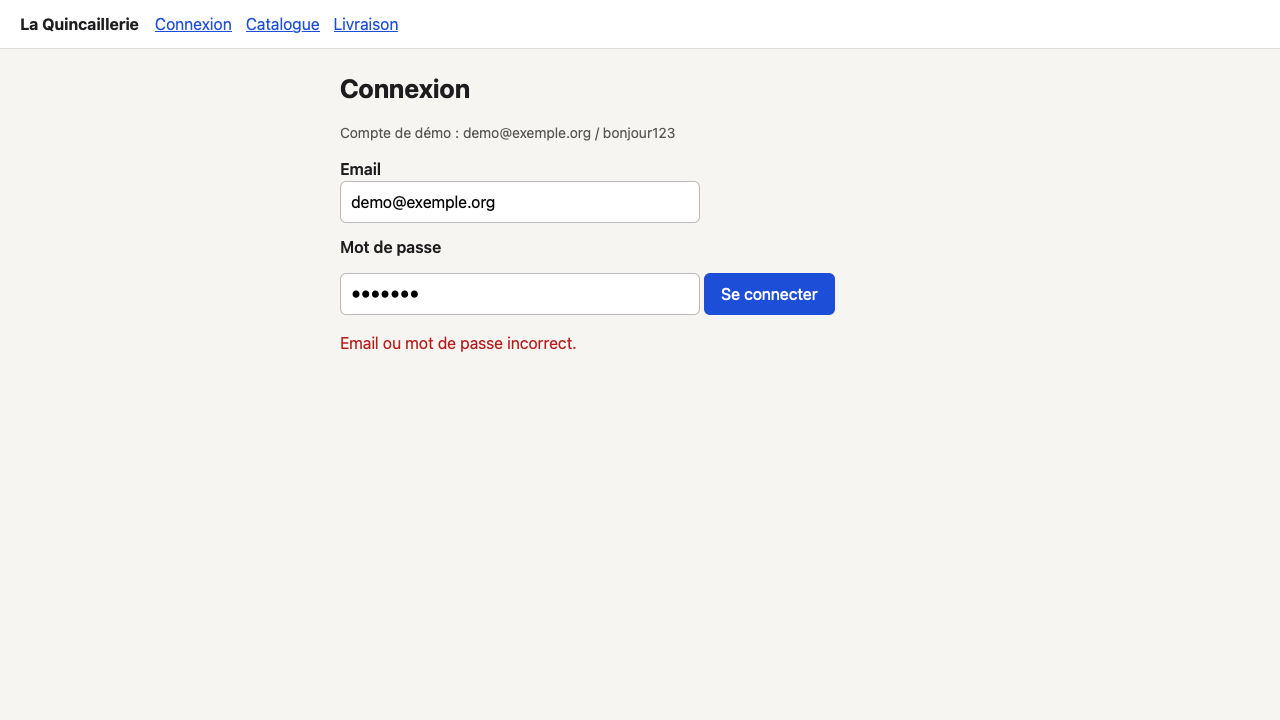 La Quincaillerie Connexion Catalogue Livraison
Connexion
Compte de démo : demo@exemple.org / bonjour123
Email
demo@exemple.org
Mot de passe
●●●●●●● Se connecter
Email ou mot de passe incorrect.